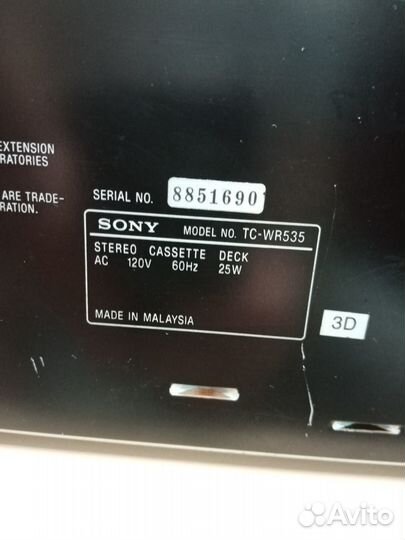 EXTENSION
RATORIES
ARE TRADE-
RATION.
SERIAL NO. 8851690
SONY MODEL NO. TC-WR535
STEREO CASSETTE DECK
AC 120V 60Hz 25W
MADE IN MALAYSIA
3D
Avito